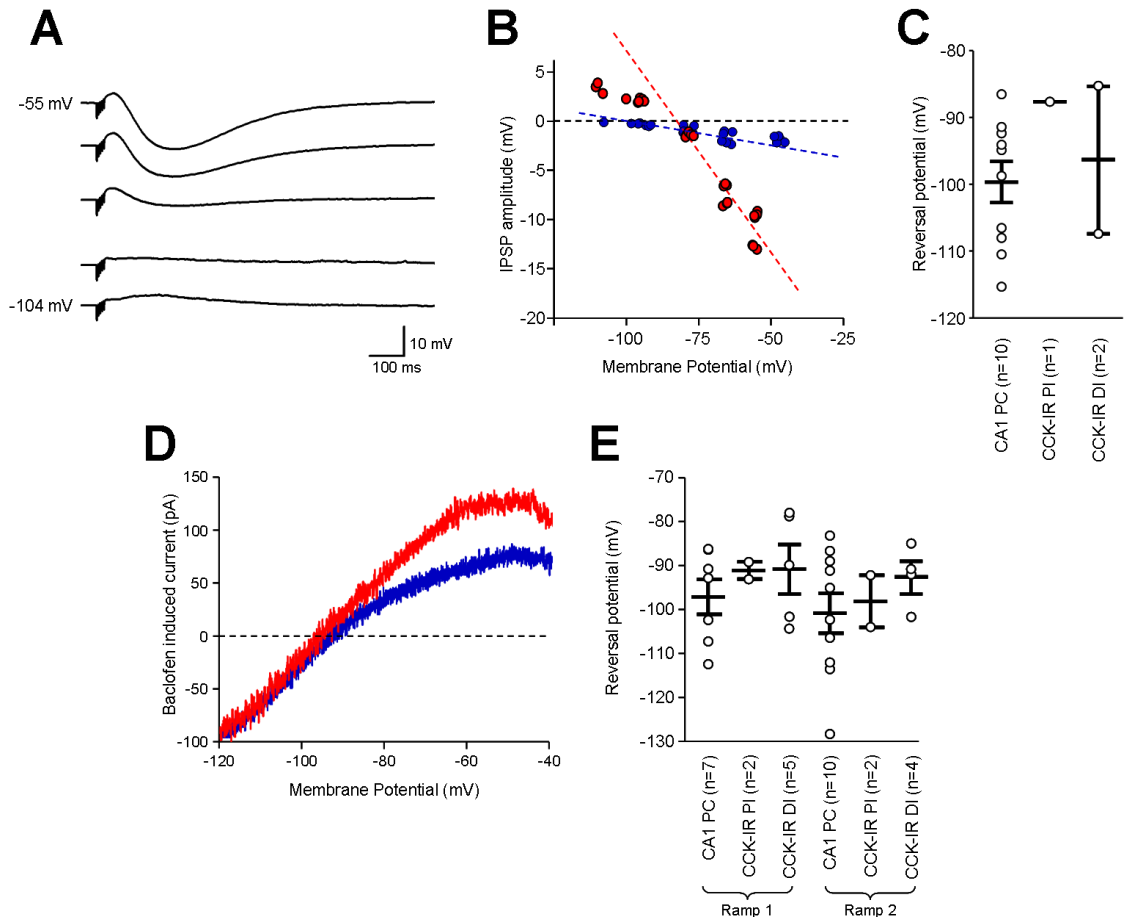 A
-55 mV
-104 mV
10 mV
100 ms
B
IPSP amplitude (mV)
5
0
-5
-10
-15
-20
-100
-75
-50
-25
Membrane Potential (mV)
C
Reversal potential (mV)
-80
-90
-100
-110
-120
CA1 PC (n=10)
CCK-IR PI (n=1)
CCK-IR DI (n=2)
D
Baclofen induced current (pA)
150
100
50
0
-50
-100
-120
-100
-80
-60
-40
Membrane Potential (mV)
E
Reversal potential (mV)
-70
-80
-90
-100
-110
-120
-130
CA1 PC (n=7)
CCK-IR PI (n=2)
CCK-IR DI (n=5)
CA1 PC (n=10)
CCK-IR PI (n=2)
CCK-IR DI (n=4)
Ramp 1
Ramp 2